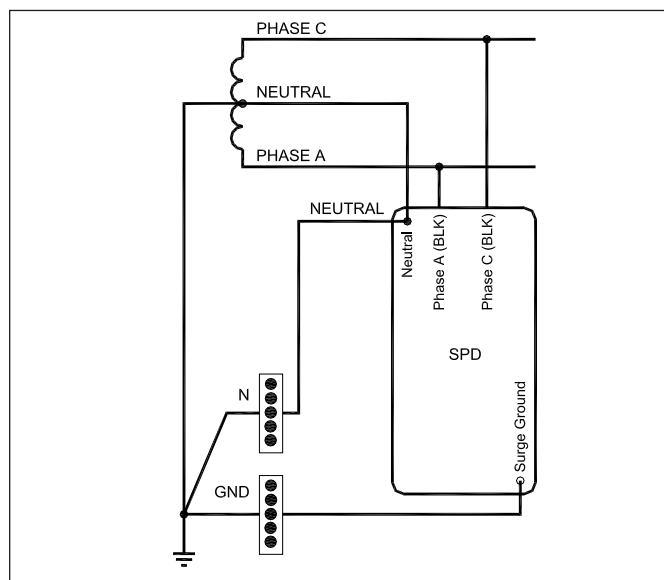 PHASE C
NEUTRAL
PHASE A
NEUTRAL
Neutral
Phase A (BLK)
Phase C (BLK)
SPD
N
Surge Ground
GND